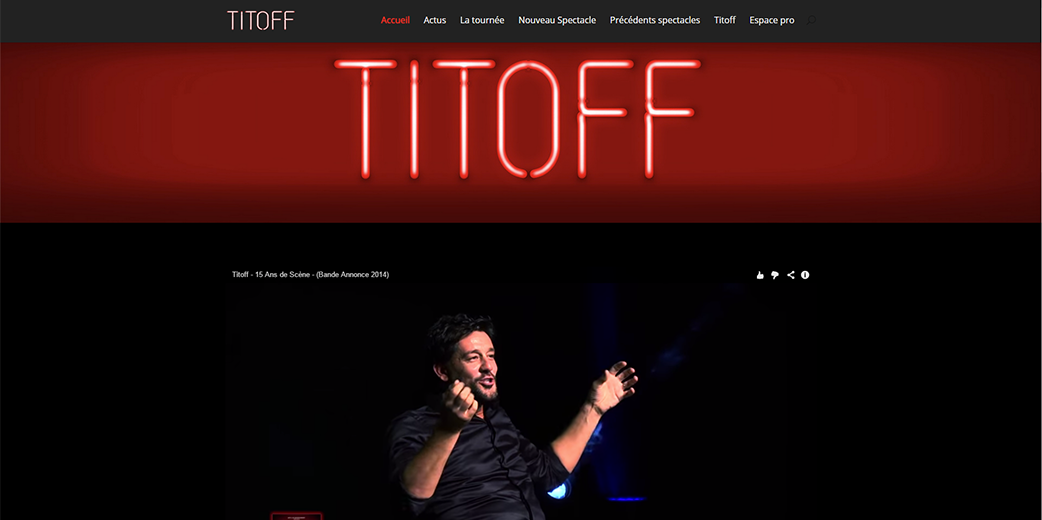 TITOFF
Accueil Actus La tournée Nouveau Spectacle Précédents spectacles Titoff Espace pro
TITOFF
Titoff - 15 Ans de Scène - (Bande Annonce 2014)